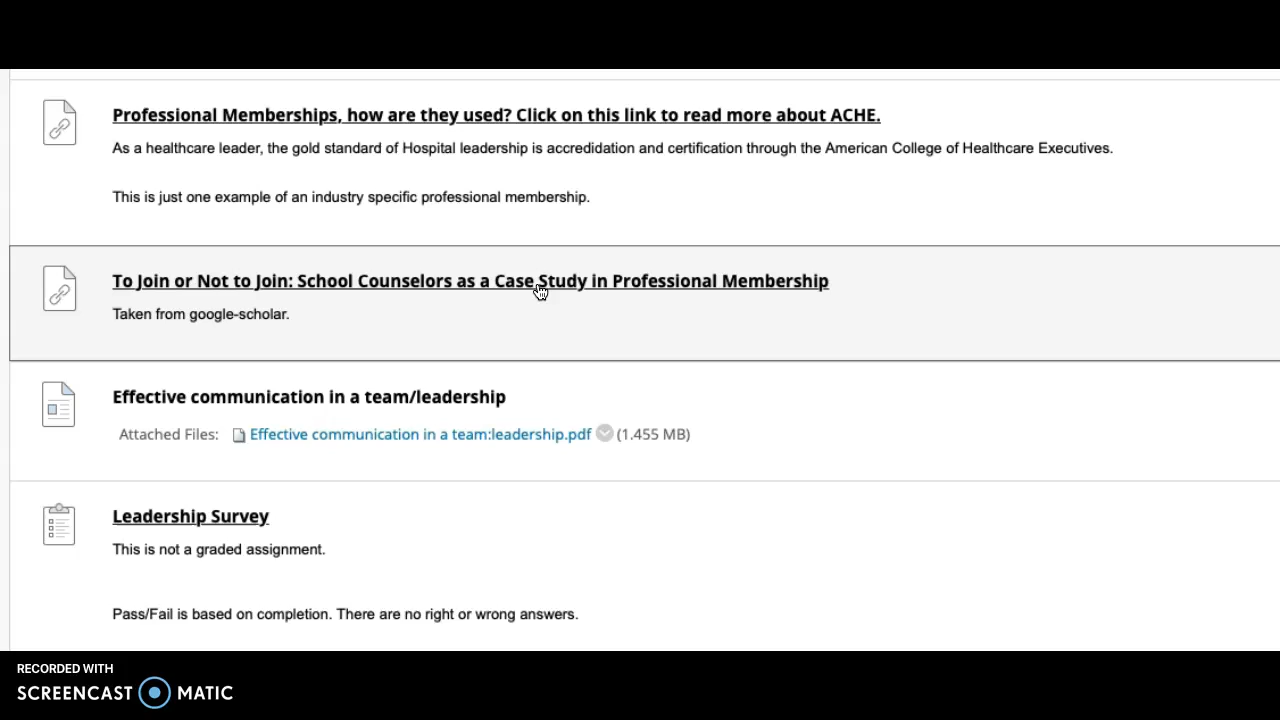 Professional Memberships, how are they used? Click on this link to read more about ACHE.
As a healthcare leader, the gold standard of Hospital leadership is accredidation and certification through the American College of Healthcare Executives.
This is just one example of an industry specific professional membership.
To Join or Not to Join: School Counselors as a Case Study in Professional Membership
Taken from google-scholar.
Effective communication in a team/leadership
Attached Files: Effective communication in a team:leadership.pdf (1.455 MB)
Leadership Survey
This is not a graded assignment.
Pass/Fail is based on completion. There are no right or wrong answers.
RECORDED WITH
SCREENCAST MATIC